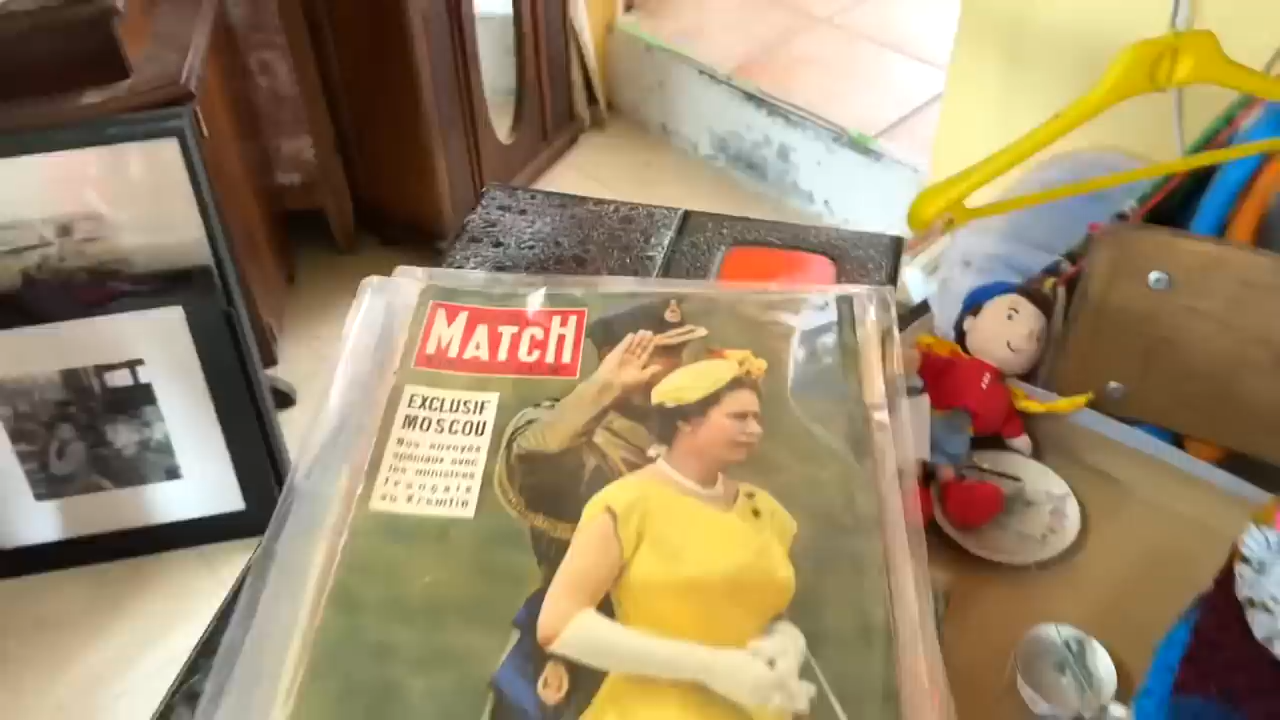 MATCH
EXCLUSIF
MOSCOU
Nos envoyés
spéciaux avec
les ministres
français
au Kremlin